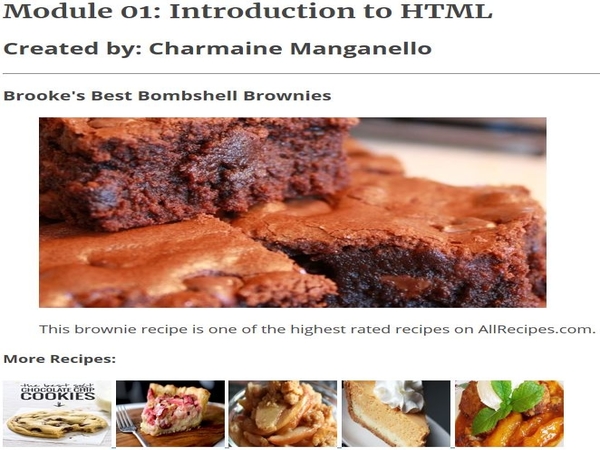 Module 01: Introduction to HTML
Created by: Charmaine Manganello
Brooke's Best Bombshell Brownies
This brownie recipe is one of the highest rated recipes on AllRecipes.com.
More Recipes:
the best soft
CHOCOLATE CHIP
COOKIES